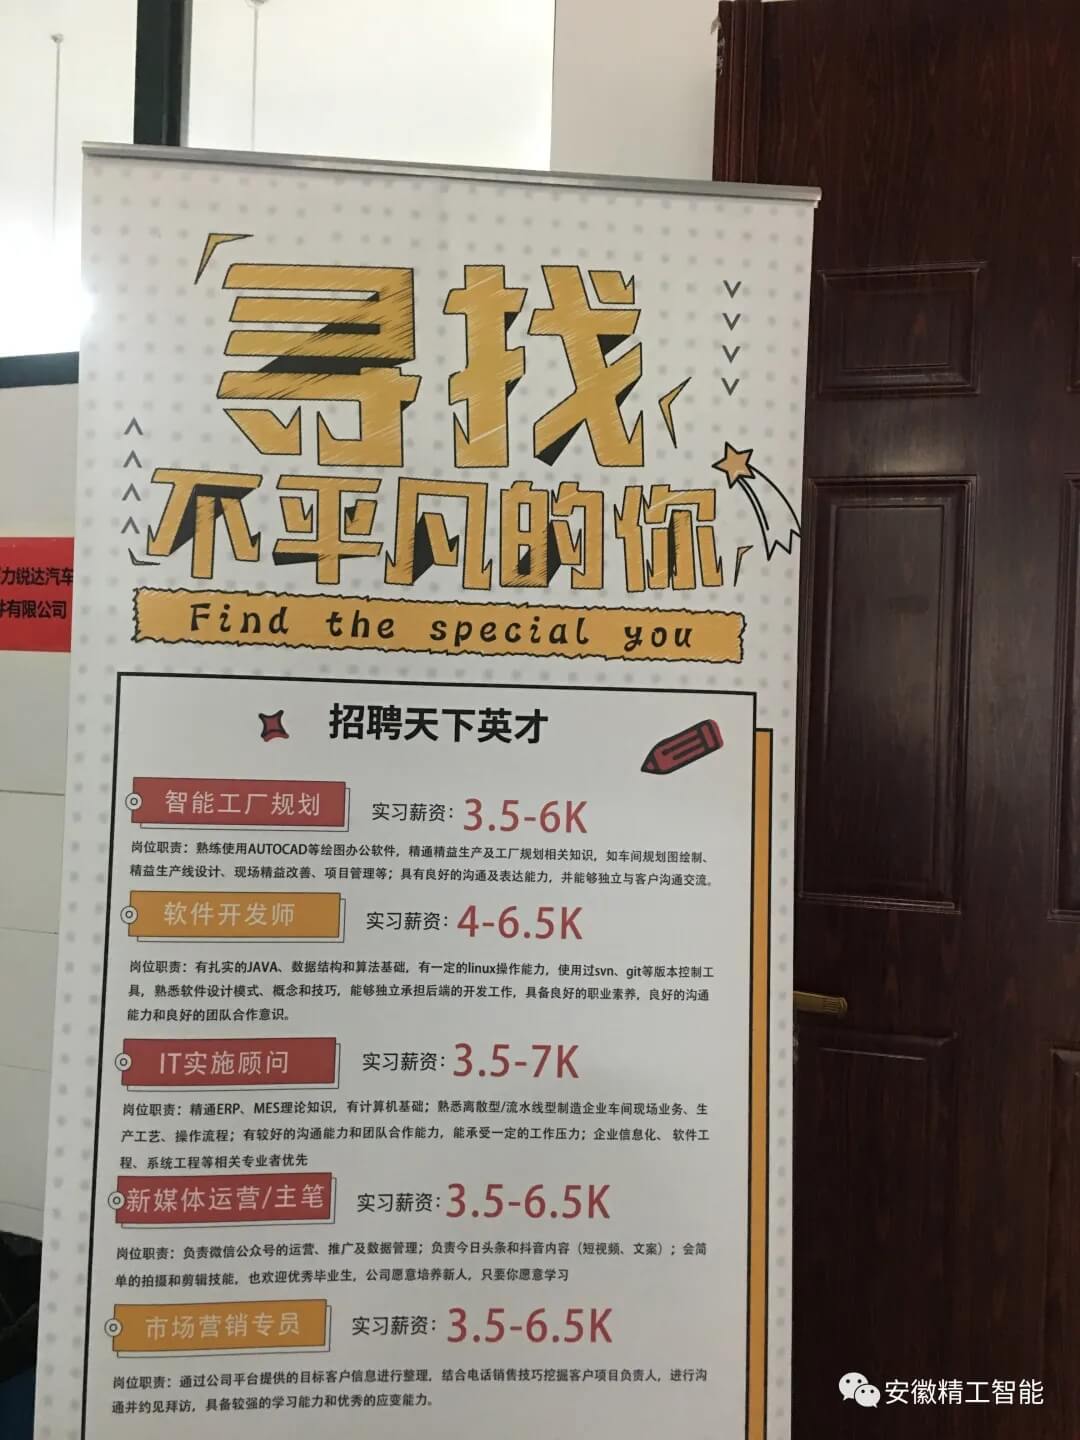 寻找
不平凡的你
Find the special you
力锐达汽车
有限公司
招聘天下英才
智能工厂规划 实习薪资：3.5-6K
岗位职责：熟练使用AUTOCAD等绘图办公软件，精通精益生产及工厂规划相关知识，如车间规划图绘制、
精益生产线设计、现场精益改善、项目管理等；具有良好的沟通及表达能力，并能够独立与客户沟通交流。
软件开发师 实习薪资：4-6.5K
岗位职责：有扎实的JAVA、数据结构和算法基础，有一定的linux操作能力，使用过svn、git等版本控制工
具，熟悉软件设计模式、概念和技巧，能够独立承担后端的开发工作，具备良好的职业素养，良好的沟通
能力和良好的团队合作意识。
IT实施顾问 实习薪资：3.5-7K
岗位职责：精通ERP、MES理论知识，有计算机基础；熟悉离散型/流水线型制造企业车间现场业务、生
产工艺、操作流程；有较好的沟通能力和团队合作能力，能承受一定的工作压力；企业信息化、软件工
程、系统工程等相关专业者优先
新媒体运营/主笔 实习薪资：3.5-6.5K
岗位职责：负责微信公众号的运营、推广及数据管理；负责今日头条和抖音内容（短视频、文案）；会简
单的拍摄和剪辑技能，也欢迎优秀毕业生，公司愿意培养新人，只要你愿意学习
市场营销专员 实习薪资：3.5-6.5K
岗位职责：通过公司平台提供的目标客户信息进行整理，结合电话销售技巧挖掘客户项目负责人，进行沟
通并约见拜访，具备较强的学习能力和优秀的应变能力。
安徽精工智能